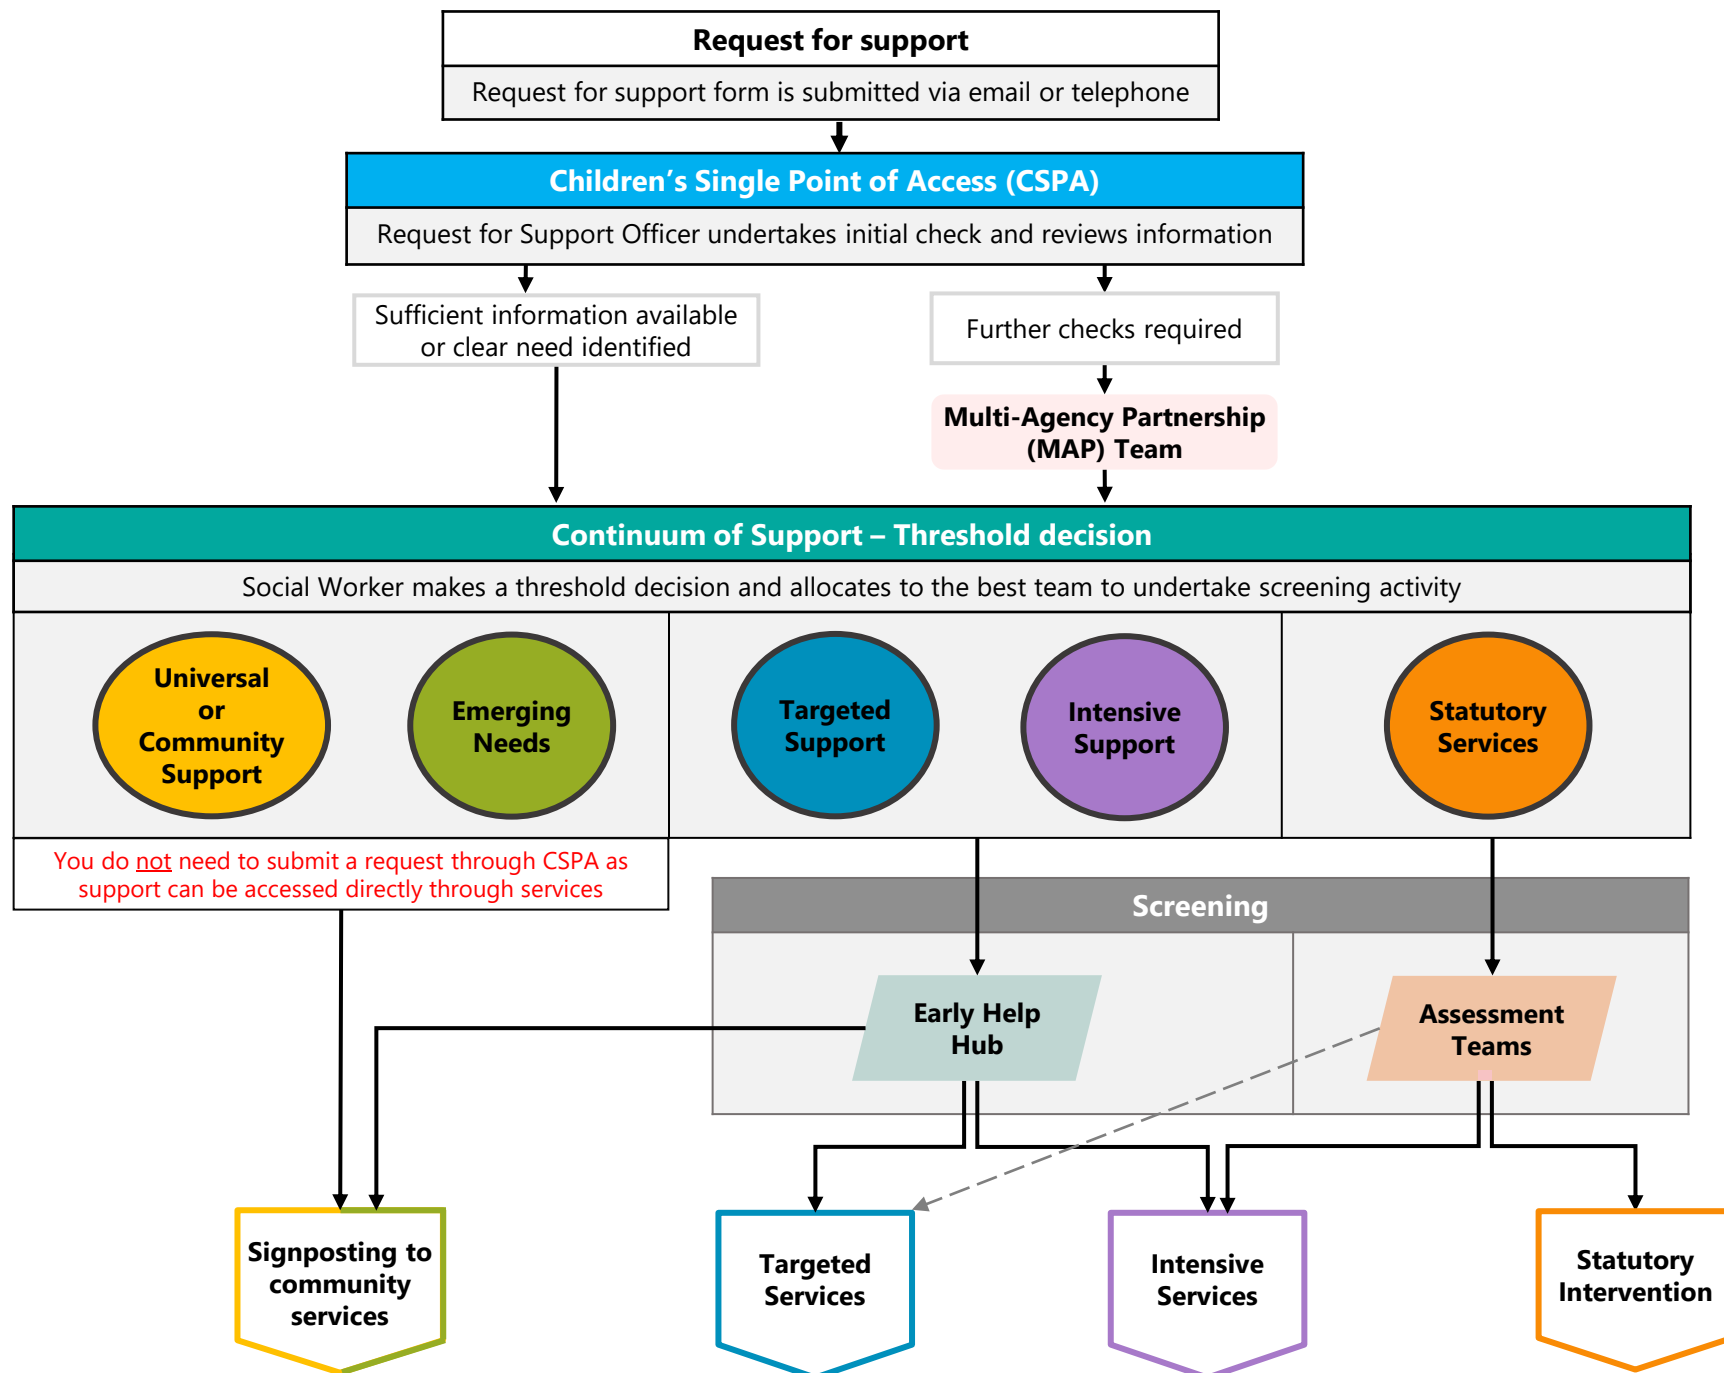 Request for support
Request for support form is submitted via email or telephone
Children’s Single Point of Access (CSPA)
Request for Support Officer undertakes initial check and reviews information
Sufficient information available
or clear need identified
Further checks required
Multi-Agency Partnership
(MAP) Team
Continuum of Support – Threshold decision
Social Worker makes a threshold decision and allocates to the best team to undertake screening activity
Universal
or
Community
Support
Emerging
Needs
Targeted
Support
Intensive
Support
Statutory
Services
You do not need to submit a request through CSPA as
support can be accessed directly through services
Screening
Early Help
Hub
Assessment
Teams
Signposting to
community
services
Targeted
Services
Intensive
Services
Statutory
Intervention